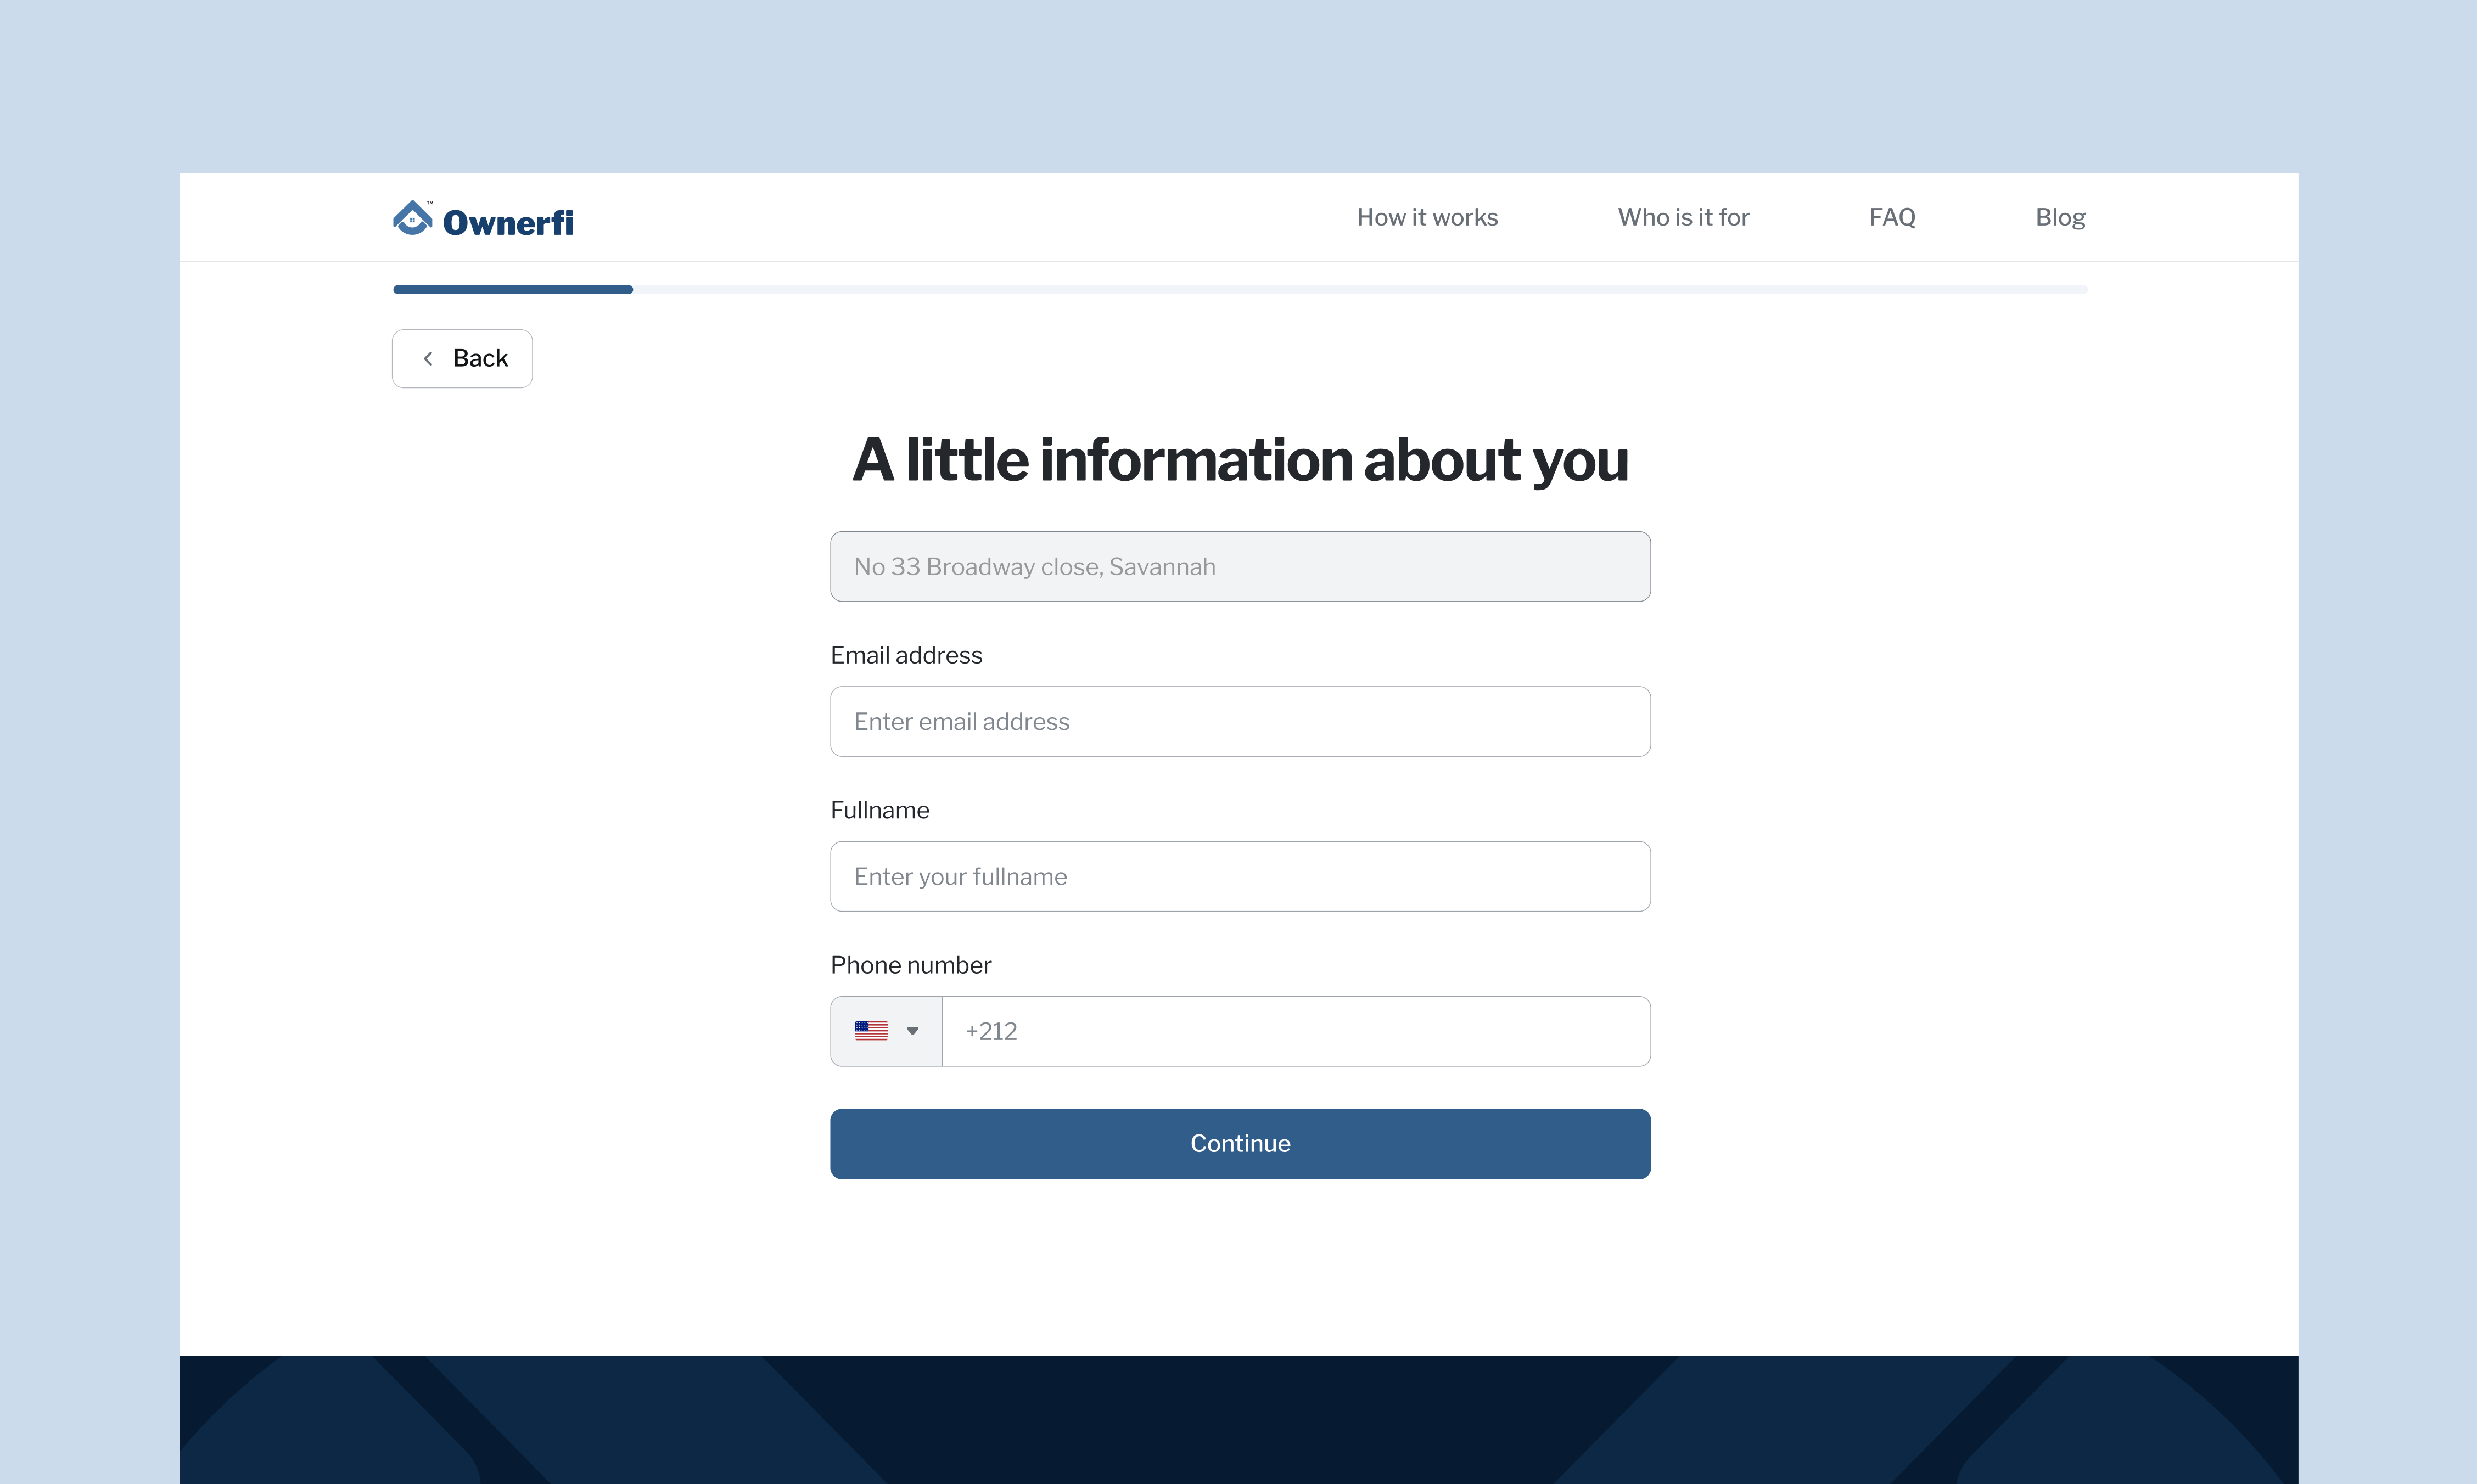 Ownerfi™
How it works
Who is it for
FAQ
Blog
Back
A little information about you
No 33 Broadway close, Savannah
Email address
Enter email address
Fullname
Enter your fullname
Phone number
+212
Continue